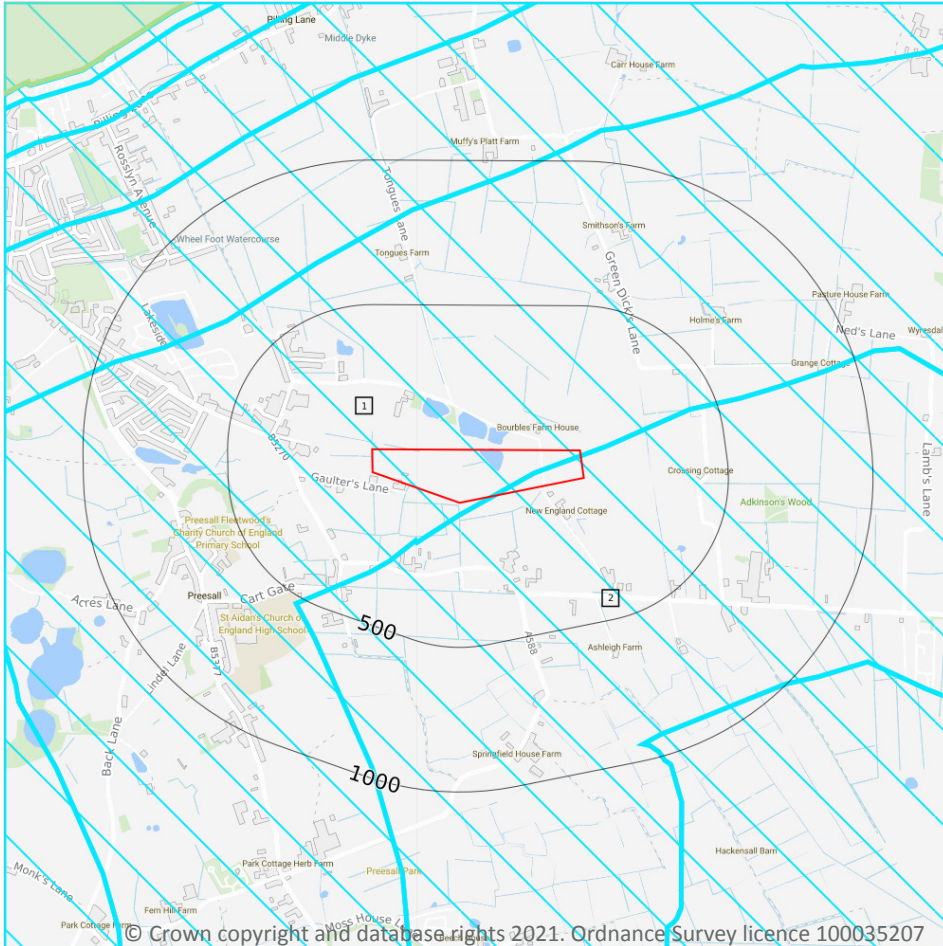 Pilling Lane
Middle Dyke
Carr House Farm
Muffy's Platt Farm
Rosslyn Avenue
Tongues Lane
Smithson's Farm
Wheel Foot Watercourse
Tongues Farm
Green Dick's Lane
Pasture House Farm
Lakeside
Holme's Farm
Ned's Lane
Grange Cottage
1
Bourbles Farm House
B5270
Crossing Cottage
Lamb's Lane
Gaulter's Lane
Adkinson's Wood
New England Cottage
Preesall Fleetwood's
Charity Church of England
Primary School
Cart Gate
Preesall
2
Acres Lane
St Aidan's Church of
England High School
500
A588
Ashleigh Farm
B5377
Back Lane
Springfield House Farm
1000
Hackensall Barn
Park Cottage Herb Farm
Preesall Park
Monk's Lane
Fern Hill Farm
Park Cottage
Moss House
© Crown copyright and database rights 2021. Ordnance Survey licence 100035207